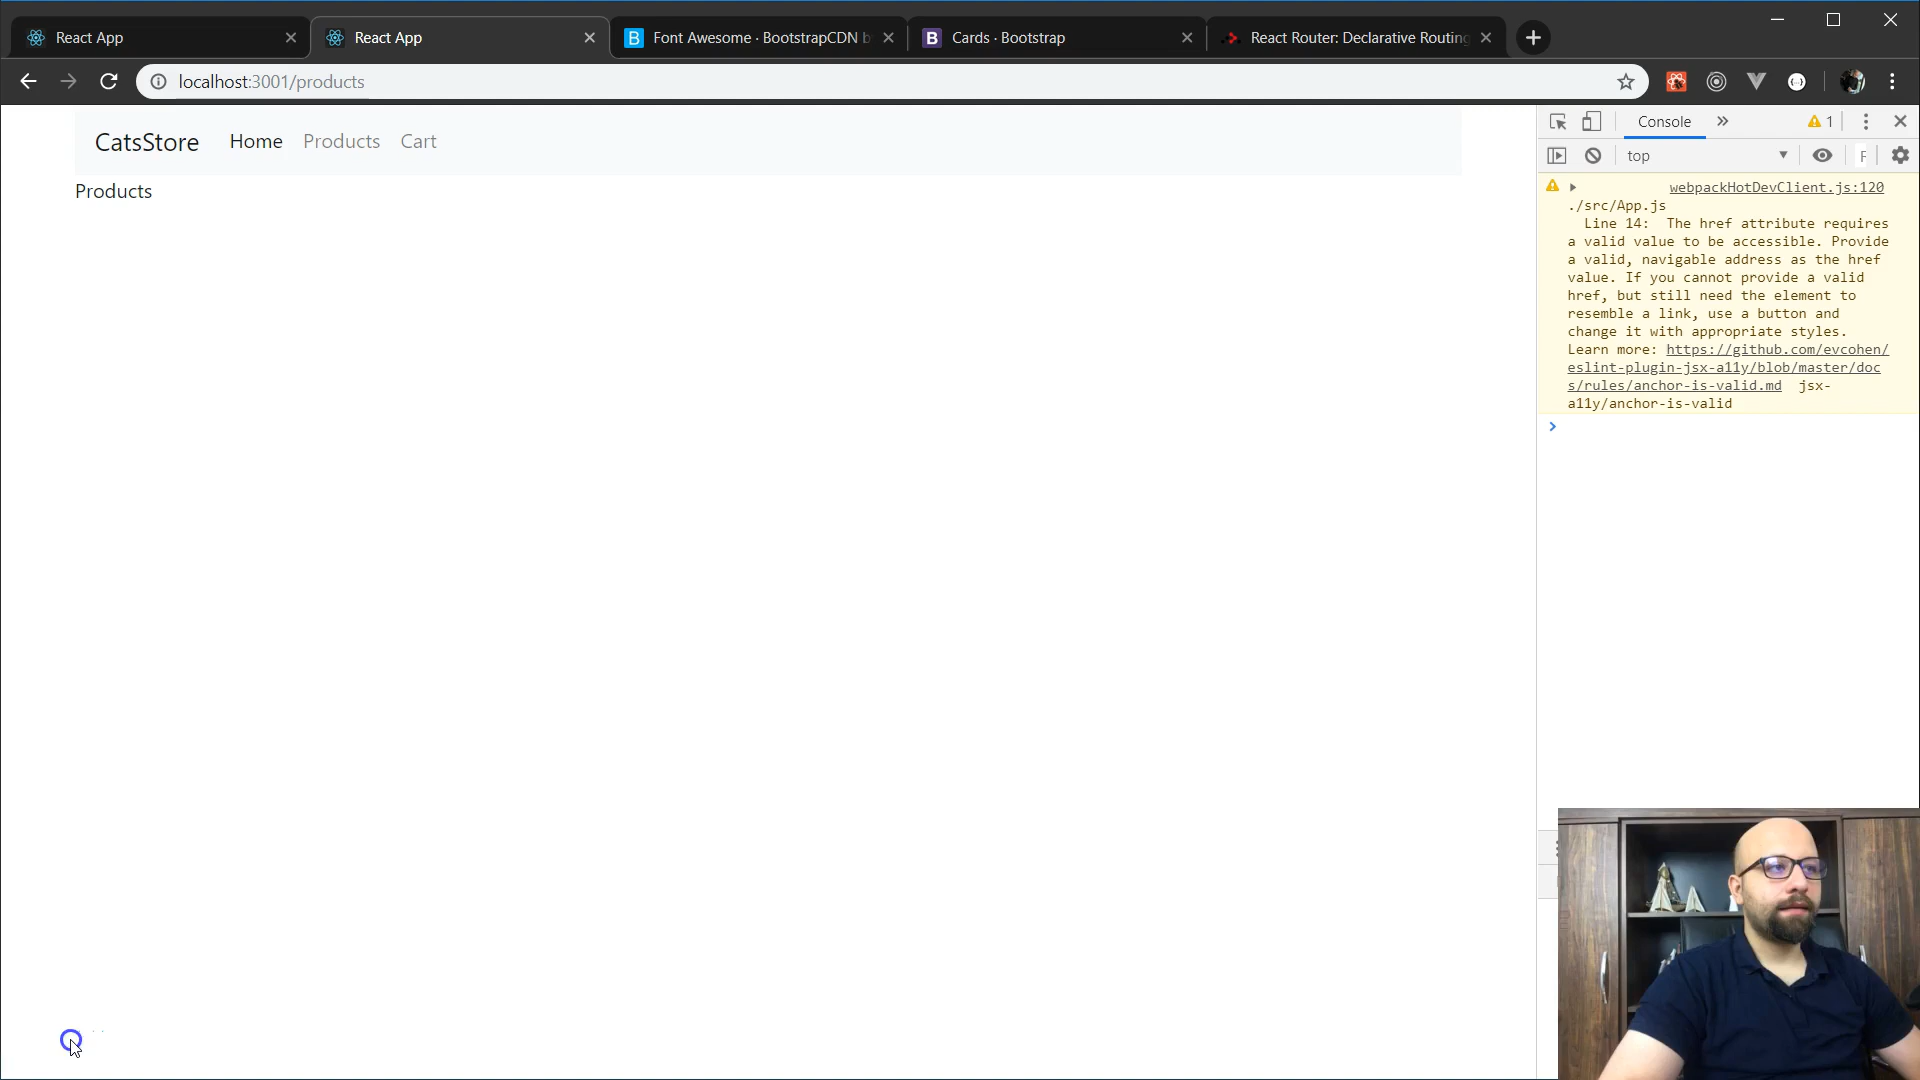 React App
React App
Font Awesome · BootstrapCDN b
Cards · Bootstrap
React Router: Declarative Routing
localhost:3001/products
CatsStore Home Products Cart
Products
Console 1
top F
webpackHotDevClient.js:120
./src/App.js
Line 14: The href attribute requires
a valid value to be accessible. Provide
a valid, navigable address as the href
value. If you cannot provide a valid
href, but still need the element to
resemble a link, use a button and
change it with appropriate styles.
Learn more: https://github.com/evcohen/
eslint-plugin-jsx-a11y/blob/master/doc
s/rules/anchor-is-valid.md jsx-
a11y/anchor-is-valid